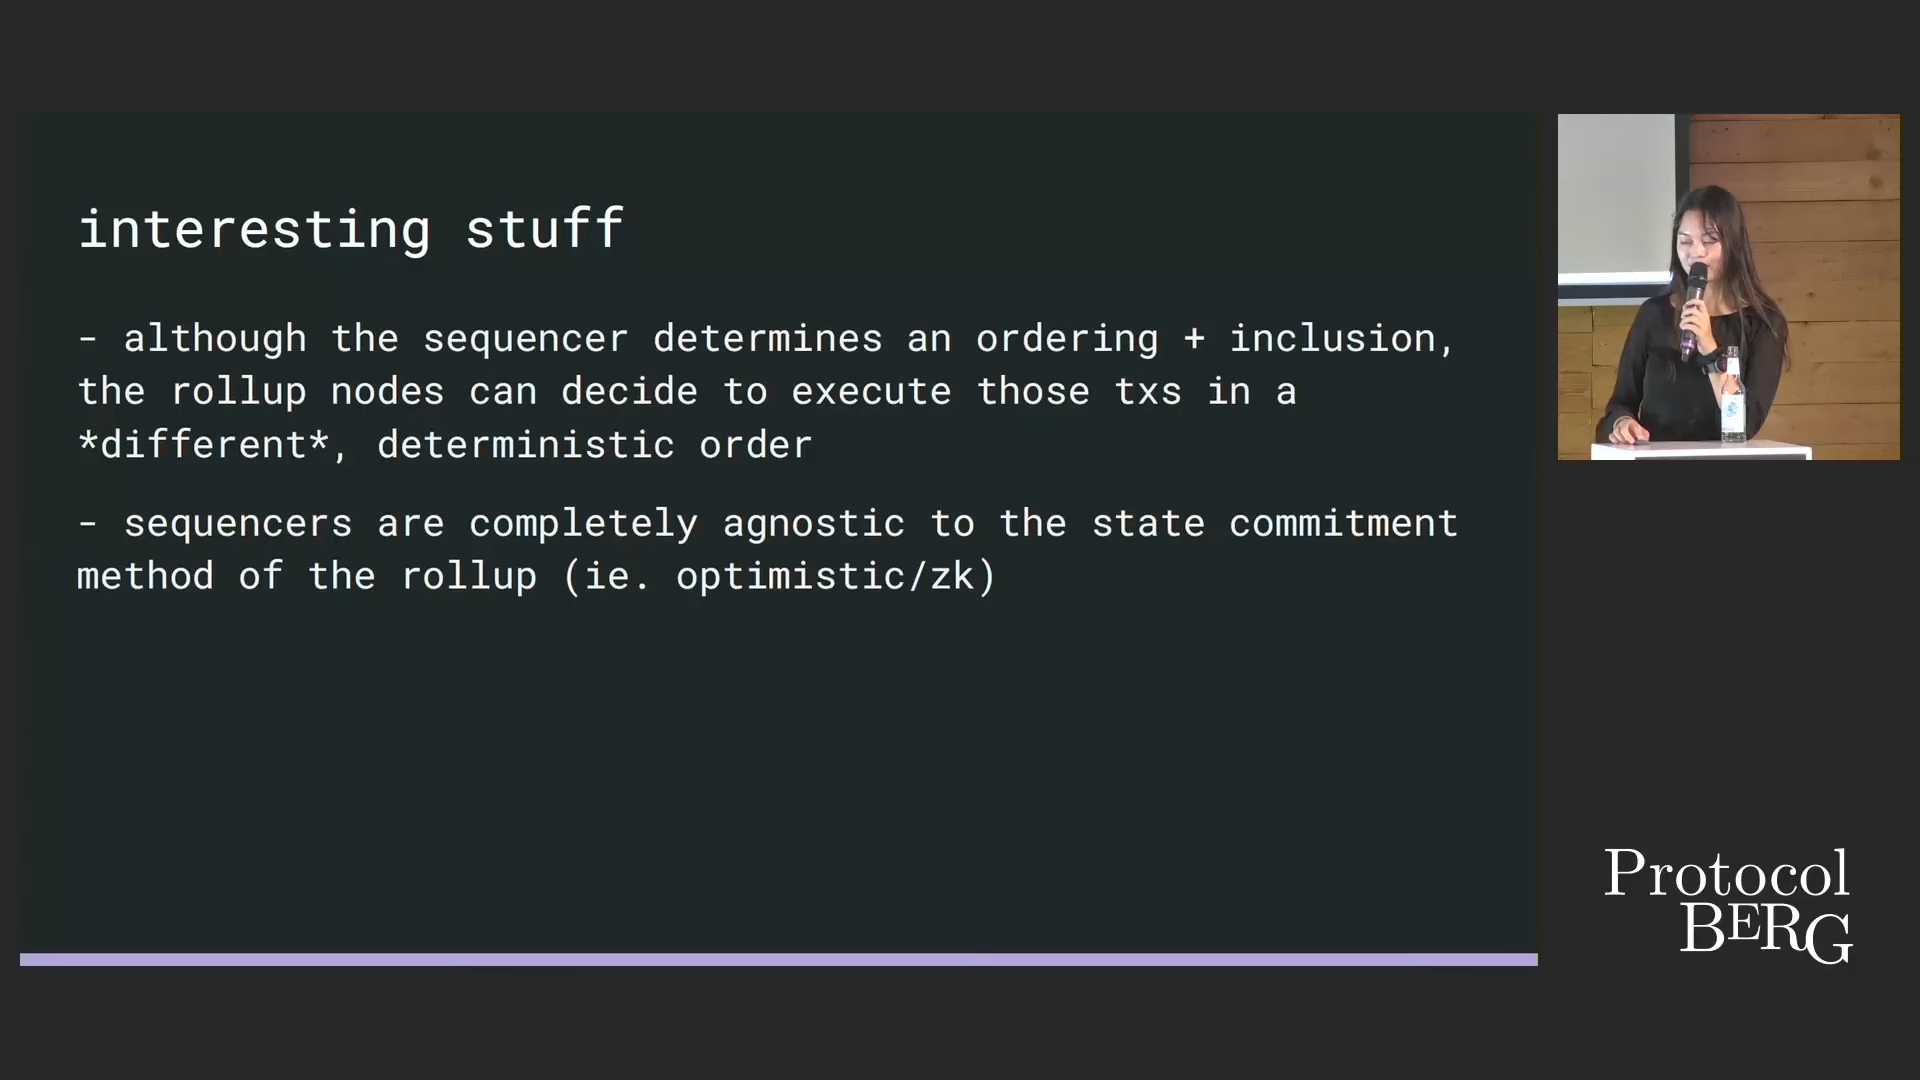 interesting stuff
- although the sequencer determines an ordering + inclusion,
the rollup nodes can decide to execute those txs in a
*different*, deterministic order
- sequencers are completely agnostic to the state commitment
method of the rollup (ie. optimistic/zk)
Protocol
BERG